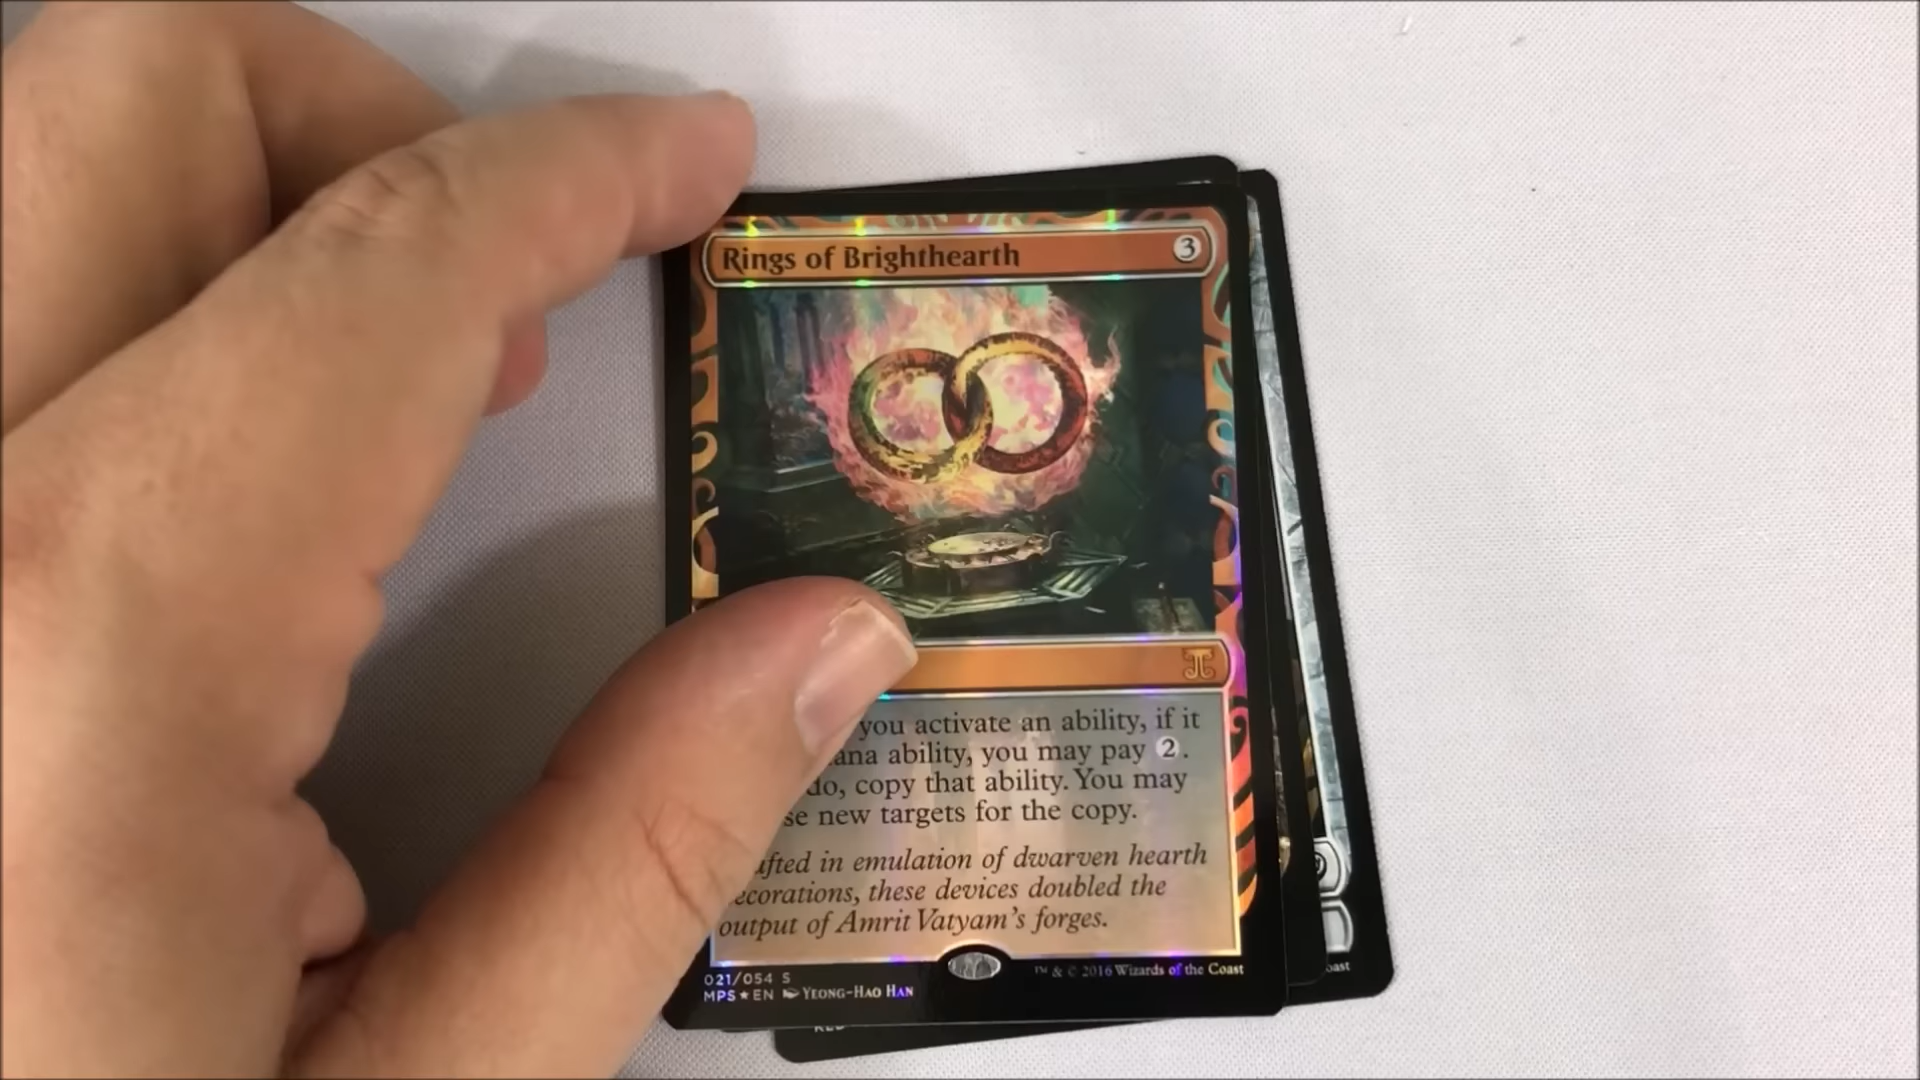 Rings of Brighthearth 3
you activate an ability, if it
ana ability, you may pay 2.
do, copy that ability. You may
se new targets for the copy.
afted in emulation of dwarven hearth
ecorations, these devices doubled the
output of Amrit Vatyam's forges.
021/054 S
MPS★EN Yeong-Hao Han
™ & © 2016 Wizards of the Coast
oast